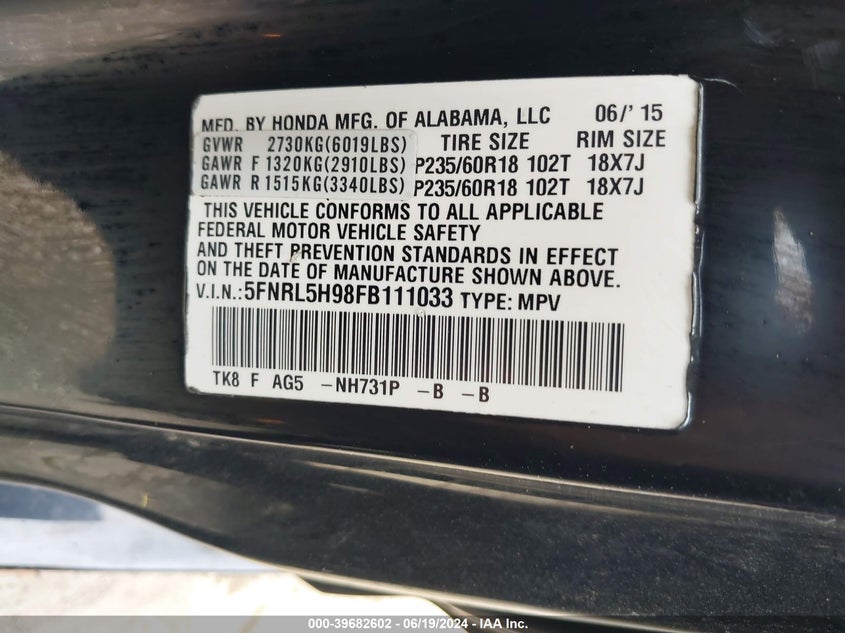 MFD. BY HONDA MFG. OF ALABAMA, LLC 06/' 15
GVWR 2730KG(6019LBS) TIRE SIZE RIM SIZE
GAWR F 1320KG(2910LBS) P235/60R18 102T 18X7J
GAWR R 1515KG(3340LBS) P235/60R18 102T 18X7J
THIS VEHICLE CONFORMS TO ALL APPLICABLE
FEDERAL MOTOR VEHICLE SAFETY
AND THEFT PREVENTION STANDARDS IN EFFECT
ON THE DATE OF MANUFACTURE SHOWN ABOVE.
V.I.N.: 5FNRL5H98FB111033 TYPE: MPV
TK8 F AG5 -NH731P -B -B
000-39682602 - 06/19/2024 - IAA Inc.